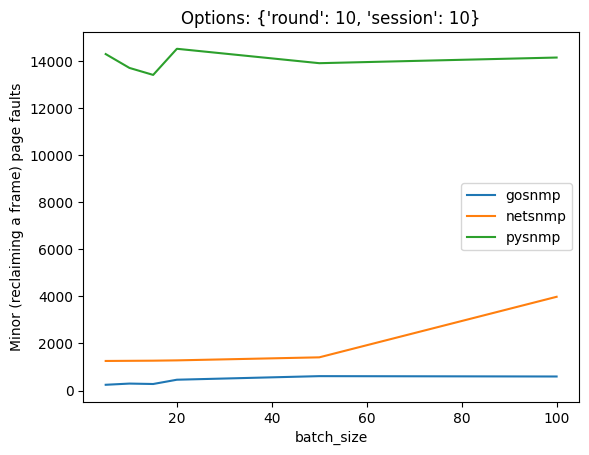 Options: {'round': 10, 'session': 10}
Minor (reclaiming a frame) page faults
14000
12000
10000
8000
6000
4000
2000
0
gosnmp
netsnmp
pysnmp
20
40
60
80
100
batch_size